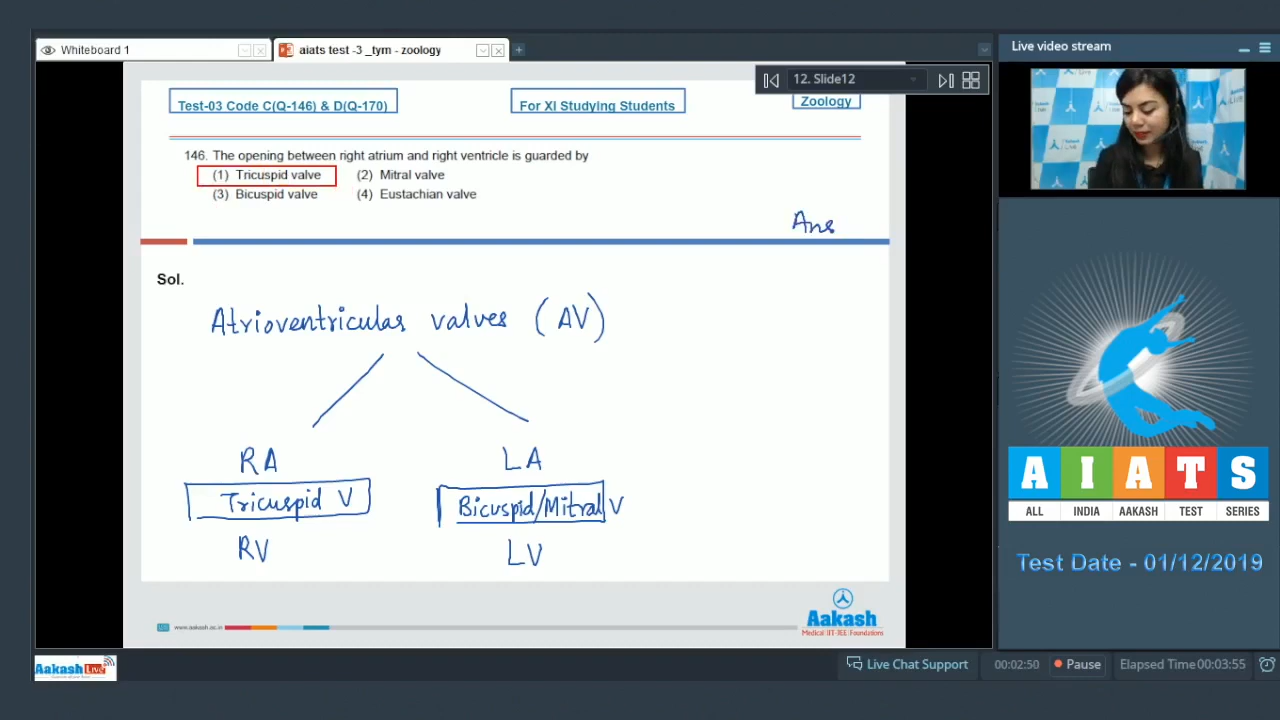 Whiteboard 1
aiats test -3 _tym - zoology
Live video stream
12. Slide12
Test-03 Code C(Q-146) & D(Q-170)
For XI Studying Students
Zoology
146. The opening between right atrium and right ventricle is guarded by
(1) Tricuspid valve (2) Mitral valve
(3) Bicuspid valve (4) Eustachian valve
Ans
Sol.
Atrioventricular valves (AV)
RA LA
Tricuspid V Bicuspid/Mitral V
RV LV
www.aakash.ac.in
Aakash
Medical | IIT-JEE | Foundations
A I A T S
ALL INDIA AAKASH TEST SERIES
Test Date - 01/12/2019
Aakash Live
Live Chat Support
00:02:50
Pause
Elapsed Time 00:03:55